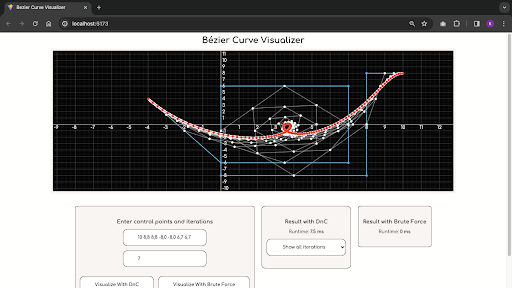 Bezier Curve Visualizer
localhost:5173
Bézier Curve Visualizer
11
10
9
8
7
6
5
4
3
2
1
-9 -8 -7 -6 -5 -4 -3 -2 -1 1 2 3 4 5 6 7 8 9 10 11 12
-1
-2
-3
-4
-5
-6
-7
-8
-9
-10
Enter control points and iterations
7
Visualize With DnC
Visualize With Brute Force
Result with DnC
Runtime: 7.5 ms
Show all iterations
Result with Brute Force
Runtime: 0 ms